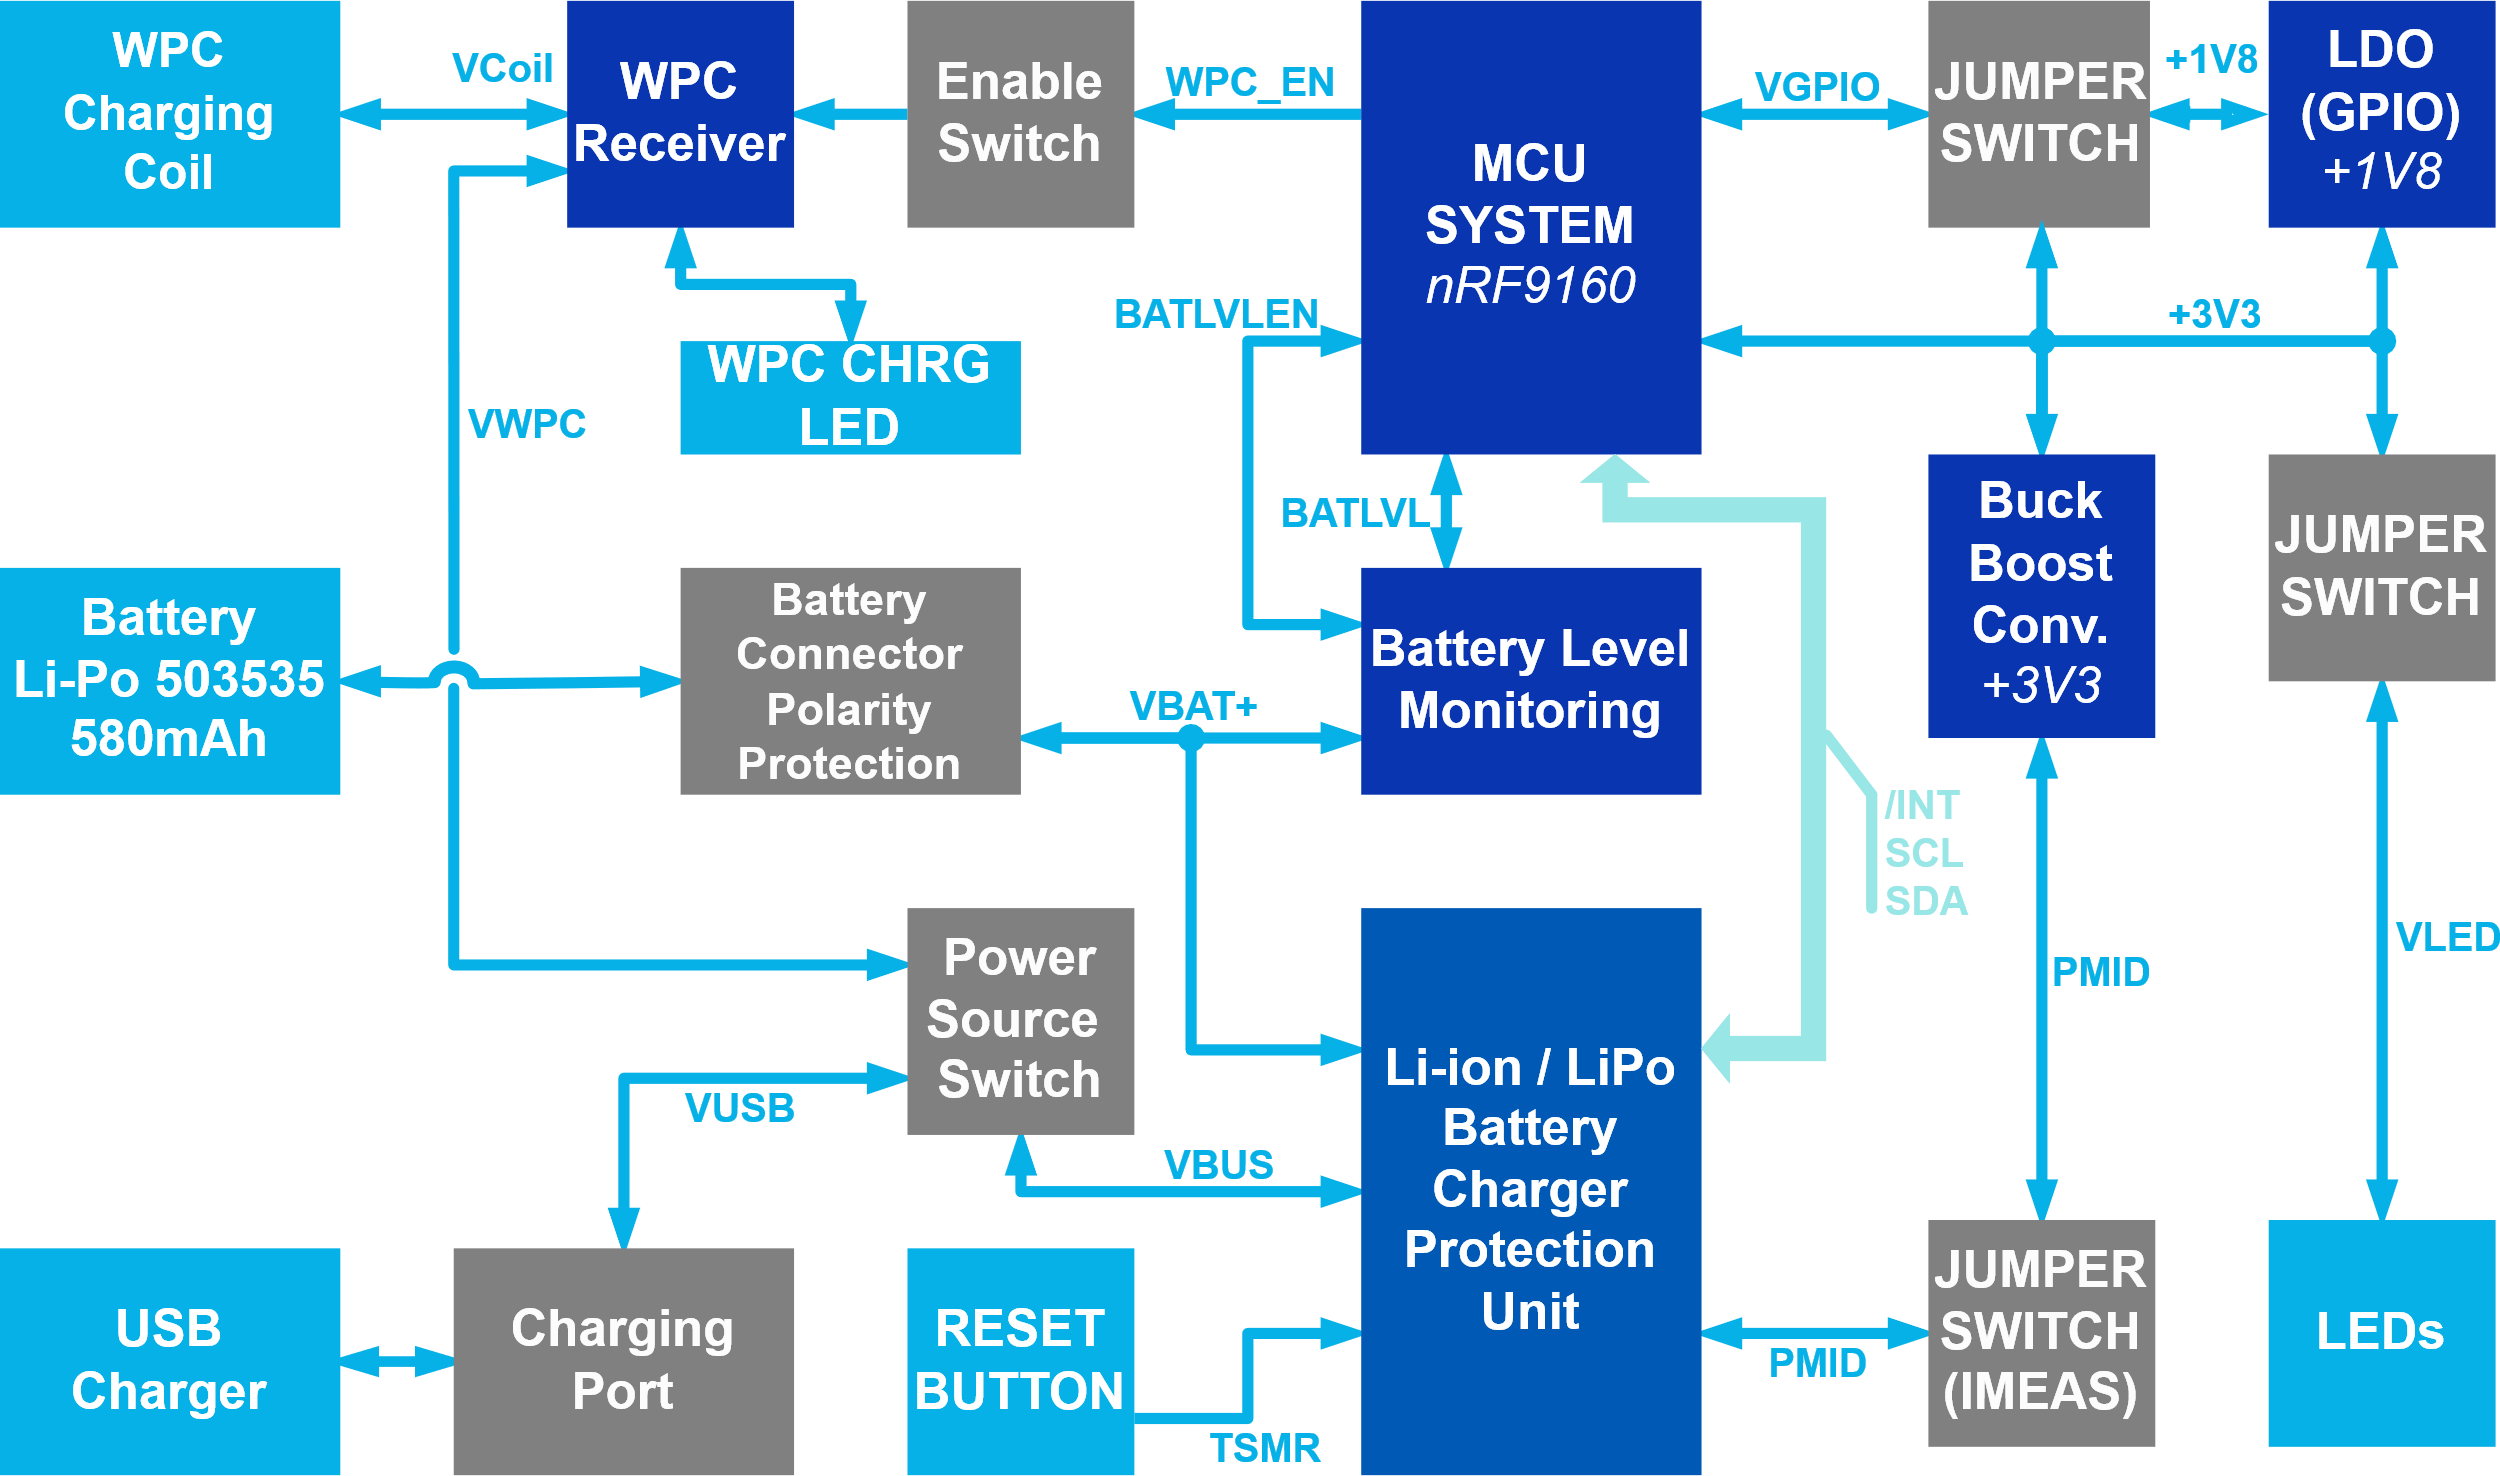 WPC
Charging
Coil
VCoil
WPC
Receiver
Enable
Switch
WPC_EN
MCU
SYSTEM
nRF9160
VGPIO
JUMPER
SWITCH
+1V8
LDO
(GPIO)
+1V8
BATLVLEN
+3V3
WPC CHRG
LED
VWPC
BATLVL
Buck
Boost
Conv.
+3V3
JUMPER
SWITCH
Battery
Li-Po 503535
580mAh
Battery
Connector
Polarity
Protection
VBAT+
Battery Level
Monitoring
/INT
SCL
SDA
Power
Source
Switch
VUSB
VBUS
Li-ion / LiPo
Battery
Charger
Protection
Unit
PMID
VLED
USB
Charger
Charging
Port
RESET
BUTTON
TSMR
PMID
JUMPER
SWITCH
(IMEAS)
LEDs